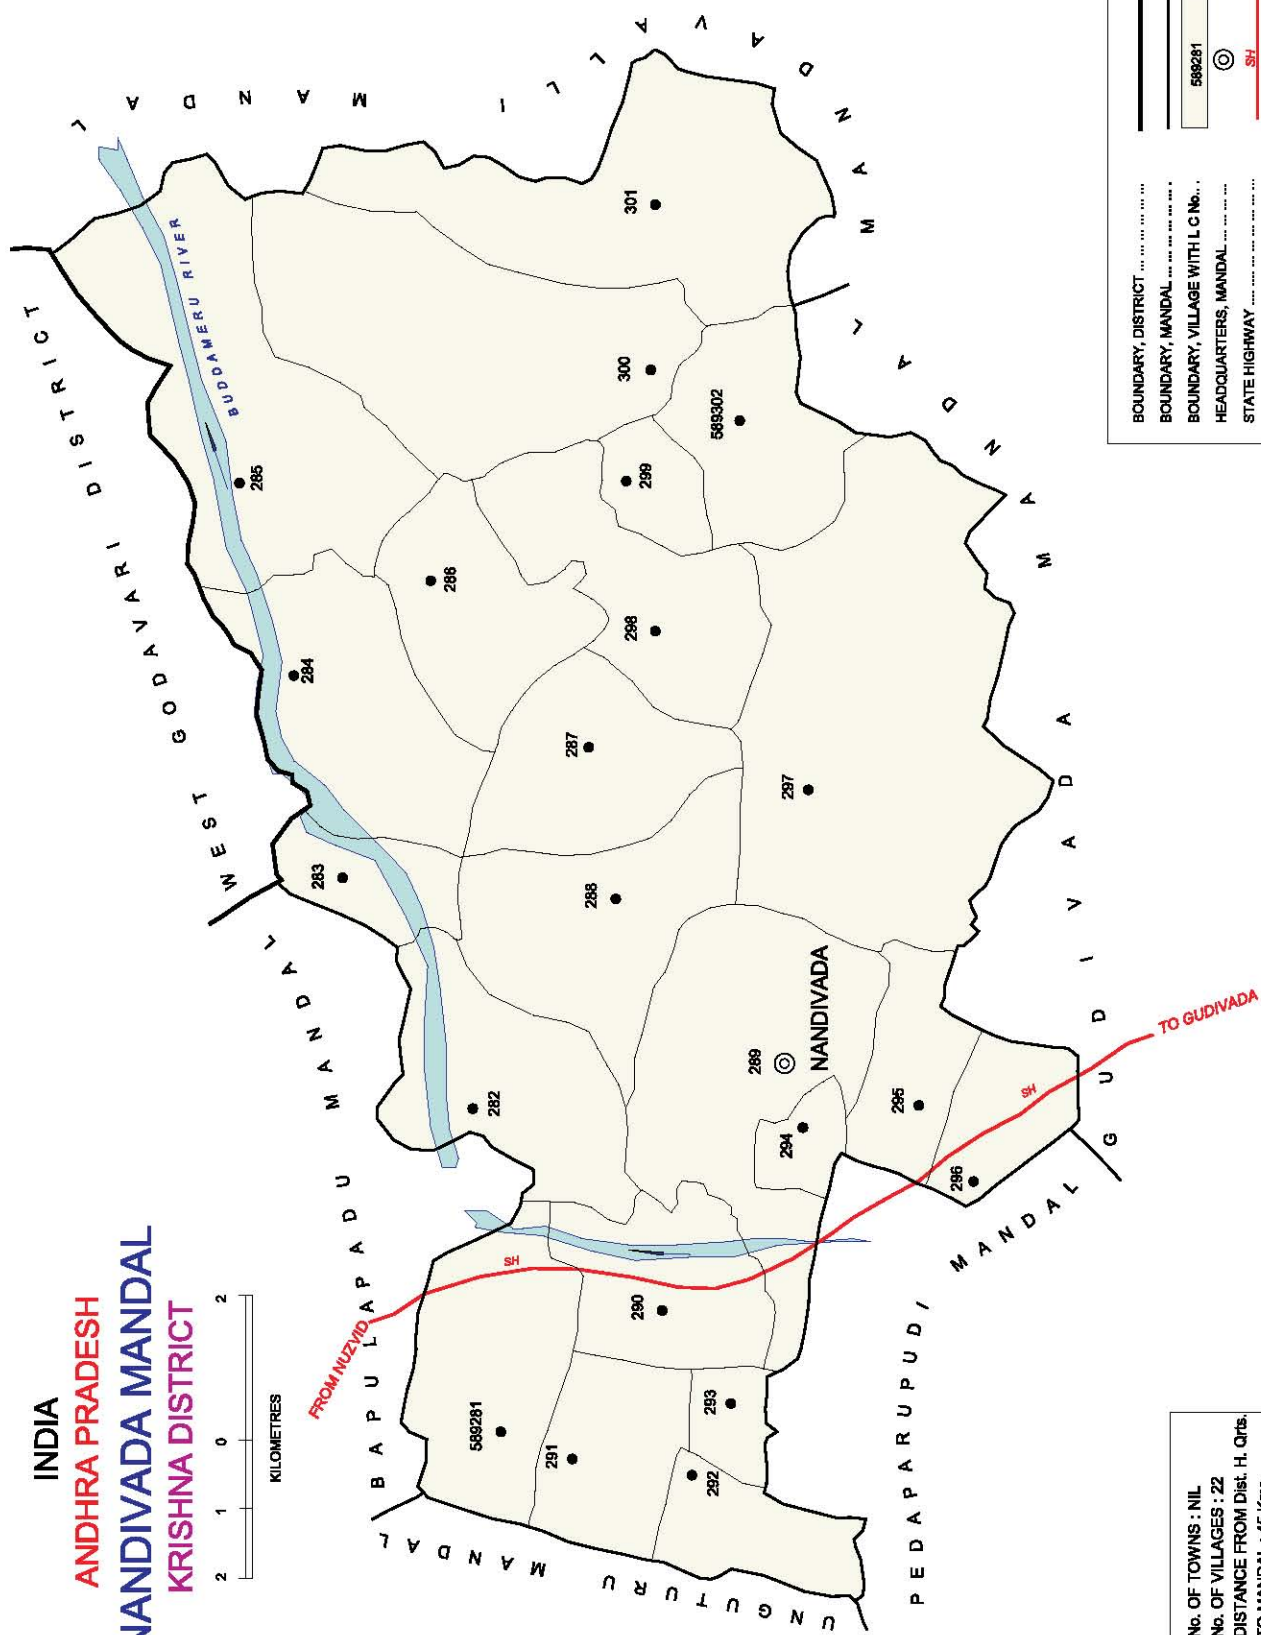 INDIA
ANDHRA PRADESH
NANDIVADA MANDAL
KRISHNA DISTRICT
2 1 0 2
KILOMETRES
FROM NUZVID
BAPULAPADU MANDAL
WEST GODAVARI DISTRICT
MANDAVALLI MANDAL
MUDINEPALLI
UNGUTURU MANDAL
PEDAPARUPUDI MANDAL
GUDIVADA MANDAL
BUDDAMERU RIVER
SH
SH
TO GUDIVADA
589281
282
283
284
285
286
287
288
289
NANDIVADA
290
291
292
293
294
295
296
297
298
299
300
301
589302
No. OF TOWNS : NIL
No. OF VILLAGES : 22
DISTANCE FROM Dist. H. Qrts.
BOUNDARY, DISTRICT ... ... ... ... ... ...
BOUNDARY, MANDAL ... ... ... ... ... .
BOUNDARY, VILLAGE WITH L C No. . .
589281
HEADQUARTERS, MANDAL ... ... ... ...
STATE HIGHWAY ... ... ... ... ... ... ...
SH